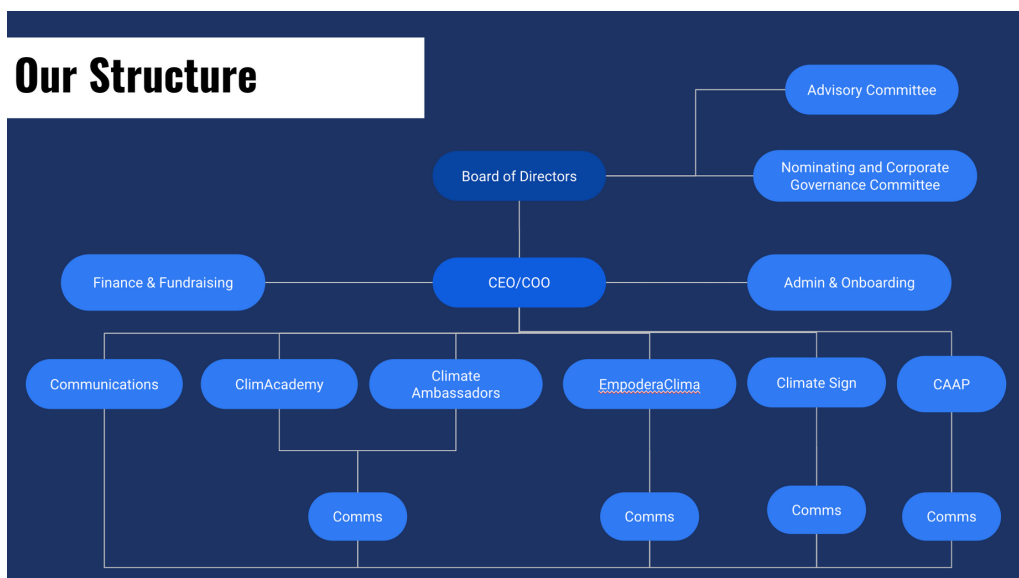 Our Structure
Advisory Committee
Board of Directors
Nominating and Corporate
Governance Committee
Finance & Fundraising
CEO/COO
Admin & Onboarding
Communications
ClimAcademy
Climate
Ambassadors
EmpoderaClima
Climate Sign
CAAP
Comms
Comms
Comms
Comms